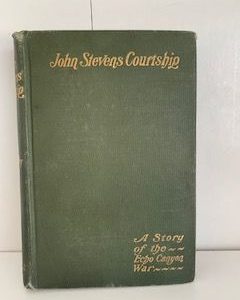 John Stevens Courtship
A Story
of the ~~
Echo Canyon
War ~~~~